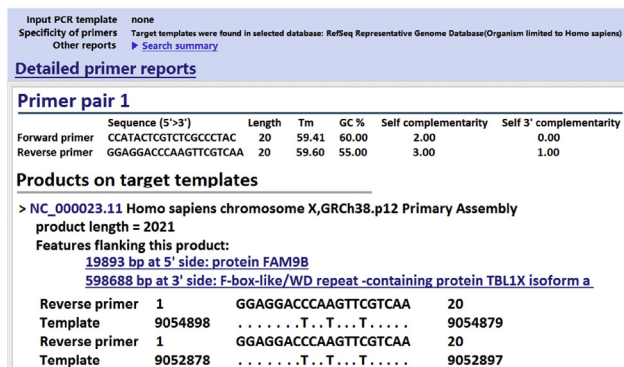 Input PCR template none
Specificity of primers Target templates were found in selected database: RefSeq Representative Genome Database(Organism limited to Homo sapiens)
Other reports Search summary
Detailed primer reports
Primer pair 1
Sequence (5'>3') Length Tm GC % Self complementarity Self 3' complementarity
Forward primer CCATACTCGTCTCGCCCTAC 20 59.41 60.00 2.00 0.00
Reverse primer GGAGGACCCAAGTTCGTCAA 20 59.60 55.00 3.00 1.00
Products on target templates
> NC_000023.11 Homo sapiens chromosome X,GRCh38.p12 Primary Assembly
product length = 2021
Features flanking this product:
19893 bp at 5' side: protein FAM9B
598688 bp at 3' side: F-box-like/WD repeat -containing protein TBL1X isoform a
Reverse primer 1 GGAGGACCCAAGTTCGTCAA 20
Template 9054898 . . . . . . . T . . T . . . T . . . . . 9054879
Reverse primer 1 GGAGGACCCAAGTTCGTCAA 20
Template 9052878 . . . . . . . T . . T . . . T . . . . . 9052897